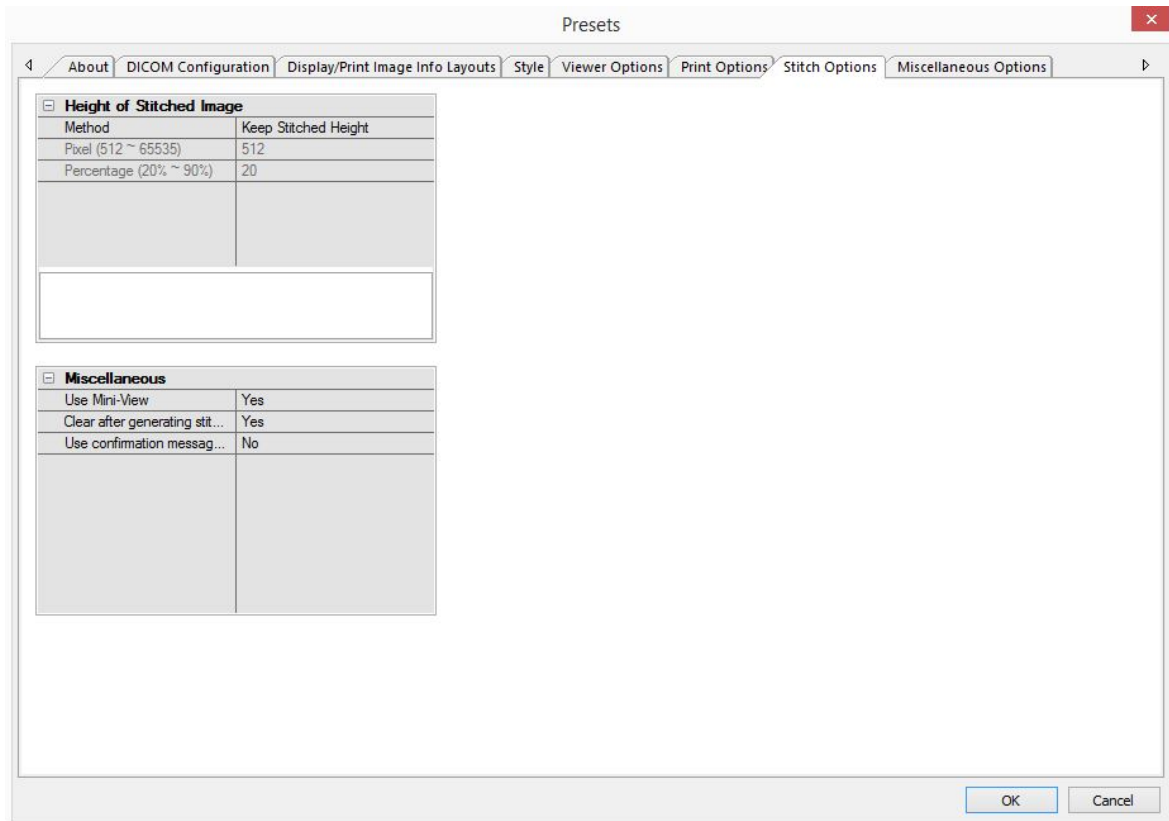 Presets
About DICOM Configuration Display/Print Image Info Layouts Style Viewer Options Print Options Stitch Options Miscellaneous Options
Height of Stitched Image
Method Keep Stitched Height
Pixel (512 ~ 65535) 512
Percentage (20% ~ 90%) 20
Miscellaneous
Use Mini-View Yes
Clear after generating stit... Yes
Use confirmation messag... No
OK Cancel